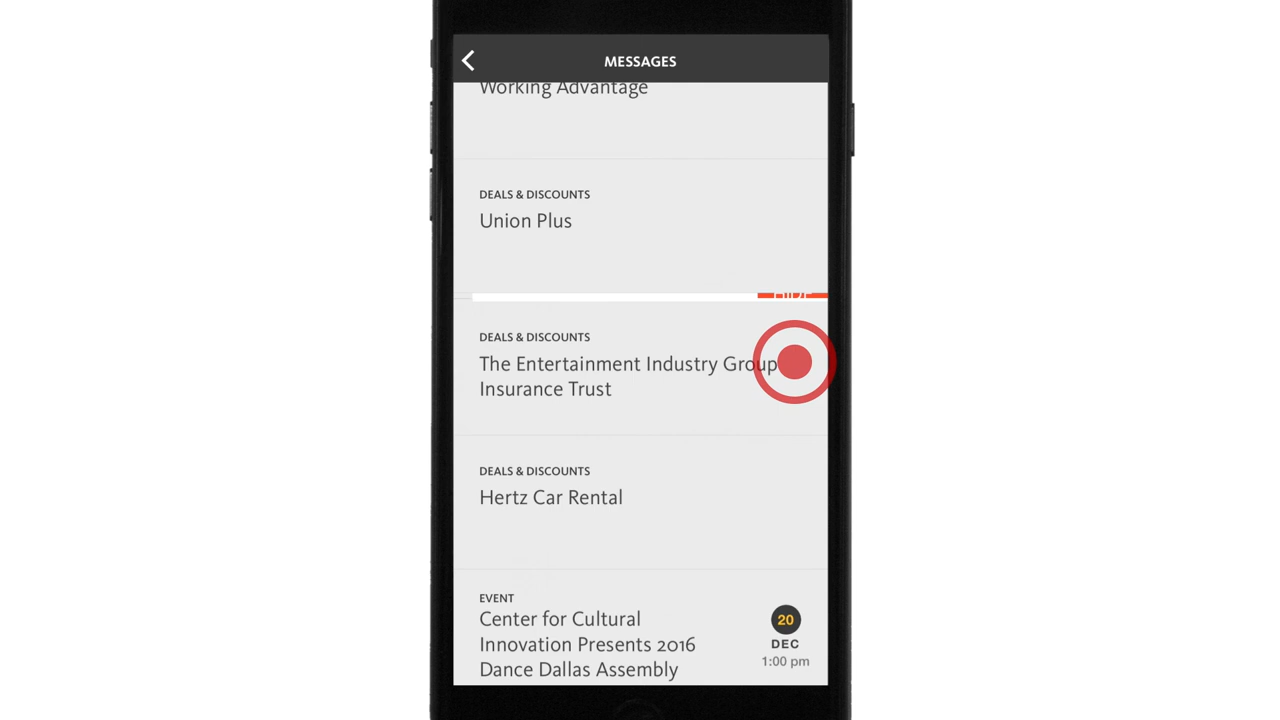 MESSAGES
Working Advantage
DEALS & DISCOUNTS
Union Plus
HIDE
DEALS & DISCOUNTS
The Entertainment Industry Group
Insurance Trust
DEALS & DISCOUNTS
Hertz Car Rental
EVENT
Center for Cultural
Innovation Presents 2016
Dance Dallas Assembly
20
DEC
1:00 pm